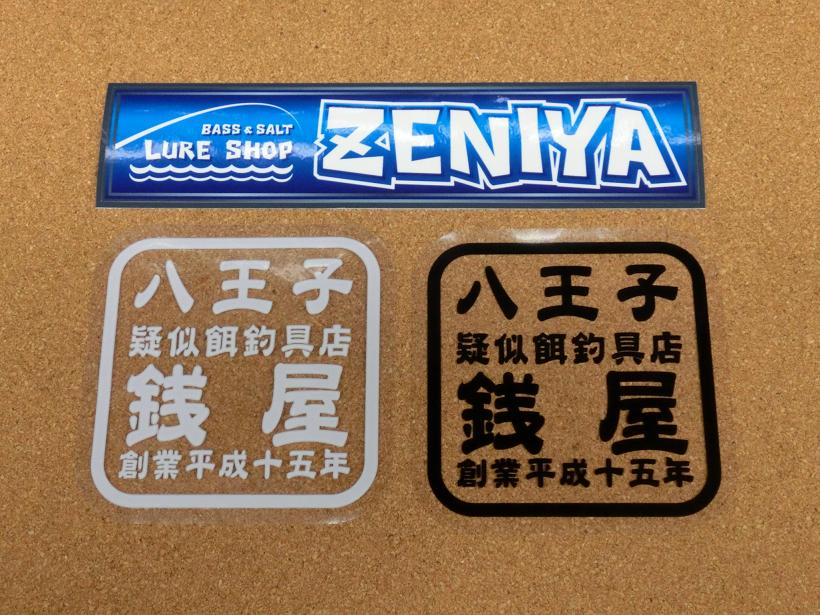 BASS & SALT
LURE SHOP
ZENIYA
八王子
疑似餌釣具店
銭屋
創業平成十五年
八王子
疑似餌釣具店
銭屋
創業平成十五年